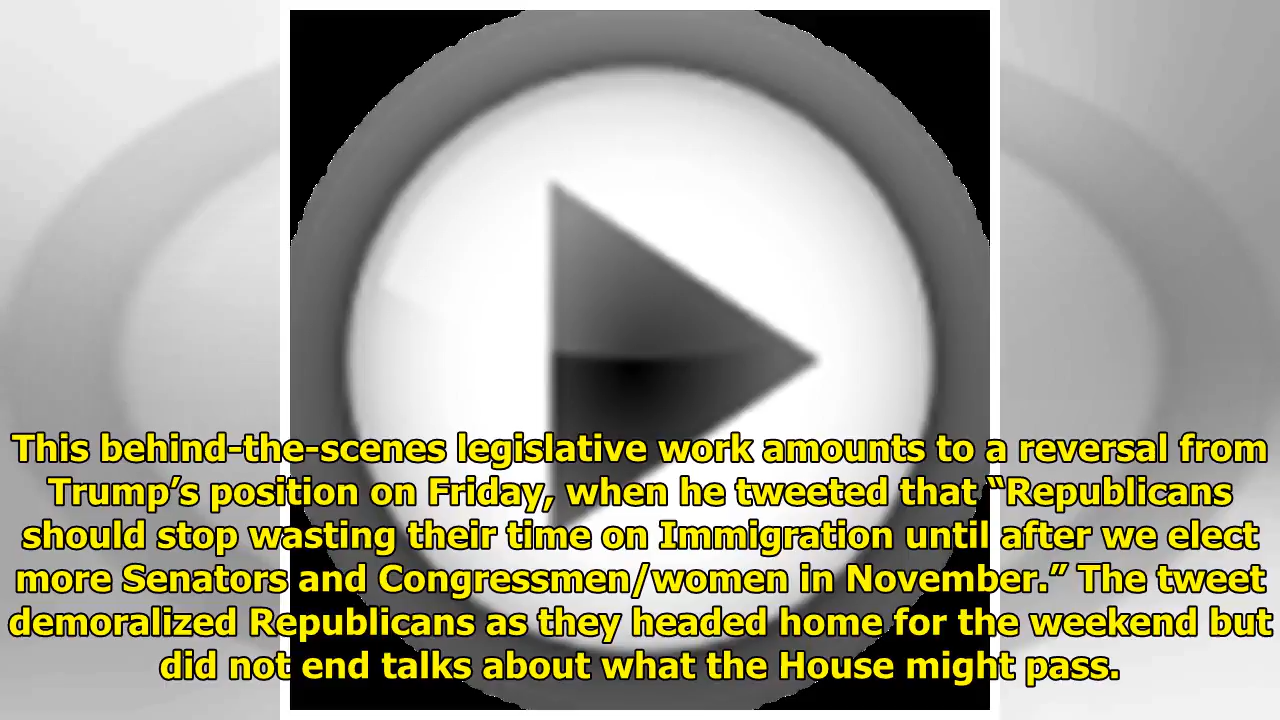 This behind-the-scenes legislative work amounts to a reversal from
Trump’s position on Friday, when he tweeted that “Republicans
should stop wasting their time on Immigration until after we elect
more Senators and Congressmen/women in November.” The tweet
demoralized Republicans as they headed home for the weekend but
did not end talks about what the House might pass.